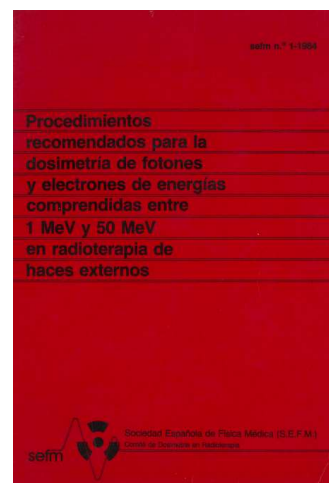 sefm n.º 1-1984
Procedimientos
recomendados para la
dosimetría de fotones
y electrones de energías
comprendidas entre
1 MeV y 50 MeV
en radioterapia de
haces externos
Sociedad Española de Física Médica (S.E.F.M.)
Comité de Dosimetría en Radioterapia
sefm